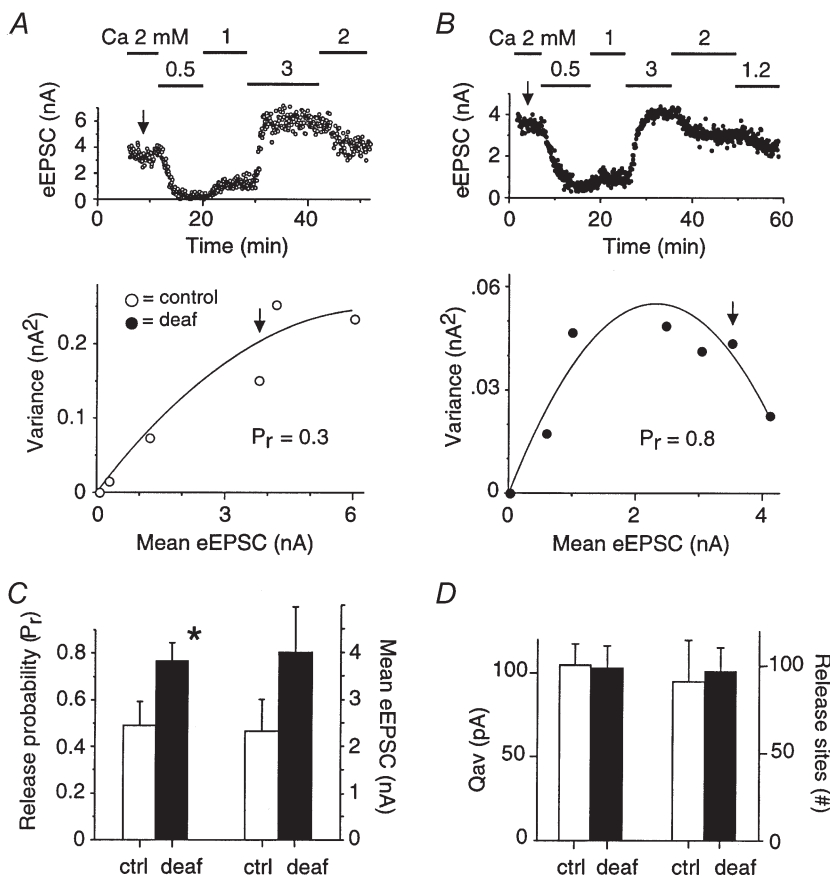 A
Ca 2 mM 1 2
0.5 3
eEPSC (nA)
6
4
2
0
0 20 40
Time (min)
B
Ca 2 mM 1 2
0.5 3 1.2
eEPSC (nA)
4
2
0
0 20 40 60
Time (min)
Variance (nA2)
0.2
0.1
0
= control
= deaf
Pr = 0.3
0 3 6
Mean eEPSC (nA)
Variance (nA2)
.06
.03
0
Pr = 0.8
0 2 4
Mean eEPSC (nA)
C
Release probability (Pr)
0.8
0.6
0.4
0.2
0
*
4
3
2
1
0
Mean eEPSC (nA)
ctrl deaf ctrl deaf
D
Qav (pA)
100
50
0
100
50
0
Release sites (#)
ctrl deaf ctrl deaf